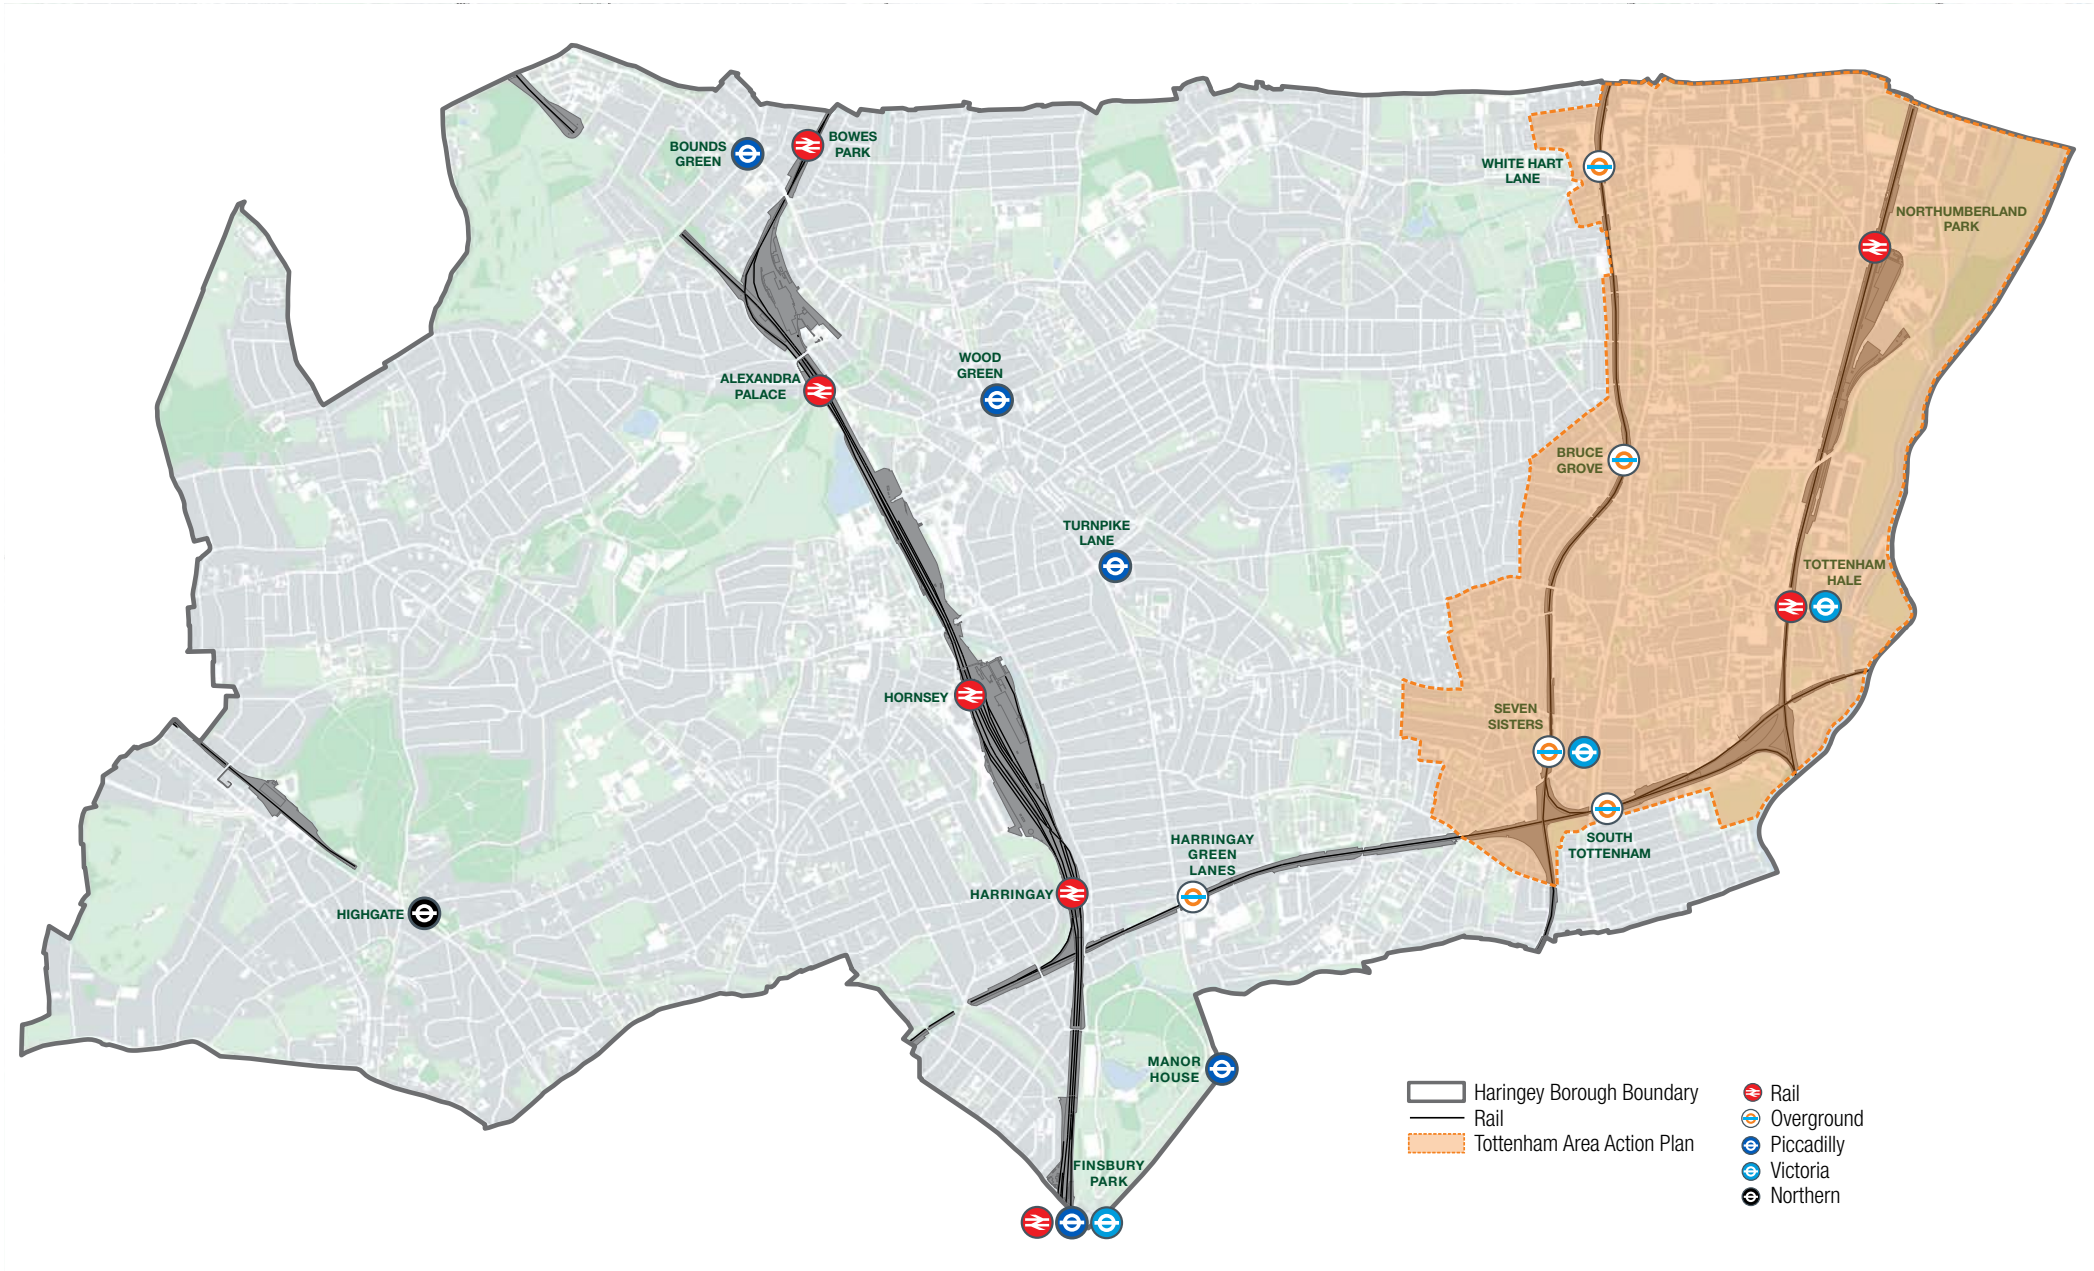 BOUNDS
GREEN
BOWES
PARK
WHITE HART
LANE
NORTHUMBERLAND
PARK
ALEXANDRA
PALACE
WOOD
GREEN
BRUCE
GROVE
TURNPIKE
LANE
TOTTENHAM
HALE
HORNSEY
SEVEN
SISTERS
SOUTH
TOTTENHAM
HARRINGAY
GREEN
LANES
HARRINGAY
HIGHGATE
MANOR
HOUSE
FINSBURY
PARK
Haringey Borough Boundary
Rail
Tottenham Area Action Plan
Rail
Overground
Piccadilly
Victoria
Northern